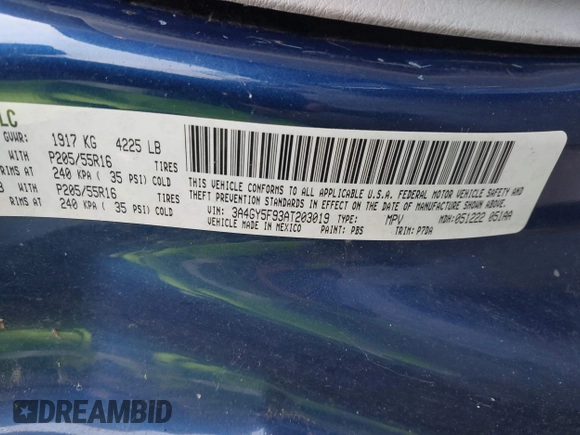 LC
GVWR: 1917 KG 4225 LB
WITH P205/55R16 TIRES
RIMS AT 240 KPA ( 35 PSI) COLD
WITH P205/55R16 TIRES
RIMS AT 240 KPA ( 35 PSI) COLD
THIS VEHICLE CONFORMS TO ALL APPLICABLE U.S.A. FEDERAL MOTOR VEHICLE SAFETY AND
THEFT PREVENTION STANDARDS IN EFFECT ON THE DATE OF MANUFACTURE SHOWN ABOVE.
VIN: 3A4GY5F93AT203019 TYPE: MPV MDH:051222 051AA
VEHICLE MADE IN MEXICO PAINT: PBS TRIM: P7DA
DREAMBID